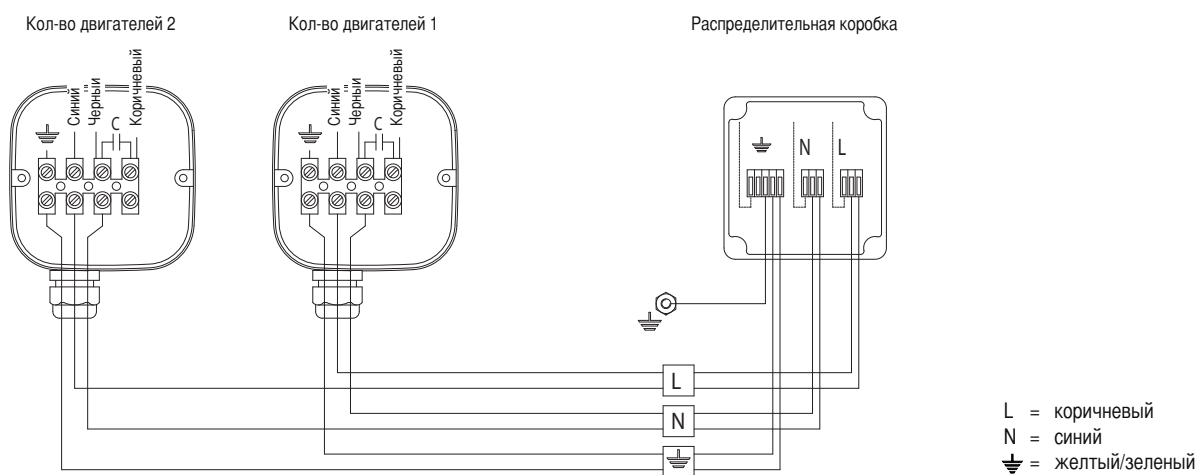 Кол-во двигателей 2
Кол-во двигателей 1
Распределительная коробка
Синий
Черный
C
Коричневый
Синий
Черный
C
Коричневый
N
L
L
N
L = коричневый
N = синий
= желтый/зеленый